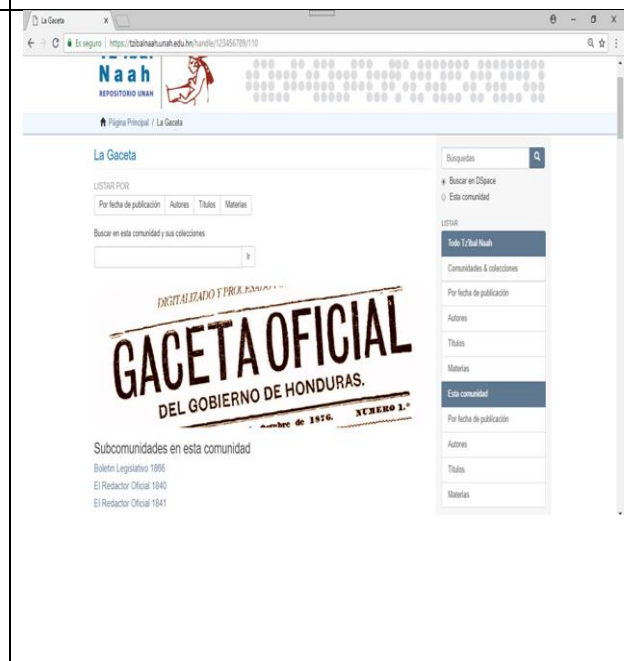 La Gaceta
Es seguro | https://tzibalnaah.unah.edu.hn/handle/123456789/110
Tz'ibal
Naah
REPOSITORIO UNAH
Página Principal / La Gaceta
La Gaceta
LISTAR POR
Por fecha de publicación Autores Títulos Materias
Buscar en esta comunidad y sus colecciones:
Ir
DIGITALIZADO Y PROCESADO
GACETA OFICIAL
DEL GOBIERNO DE HONDURAS.
de 1876. NUMERO 1.º
Subcomunidades en esta comunidad
Boletín Legislativo 1866
El Redactor Oficial 1840
El Redactor Oficial 1841
Búsquedas
Buscar en DSpace
Esta comunidad
LISTAR
Todo Tz'ibal Naah
Comunidades & colecciones
Por fecha de publicación
Autores
Títulos
Materias
Esta comunidad
Por fecha de publicación
Autores
Títulos
Materias